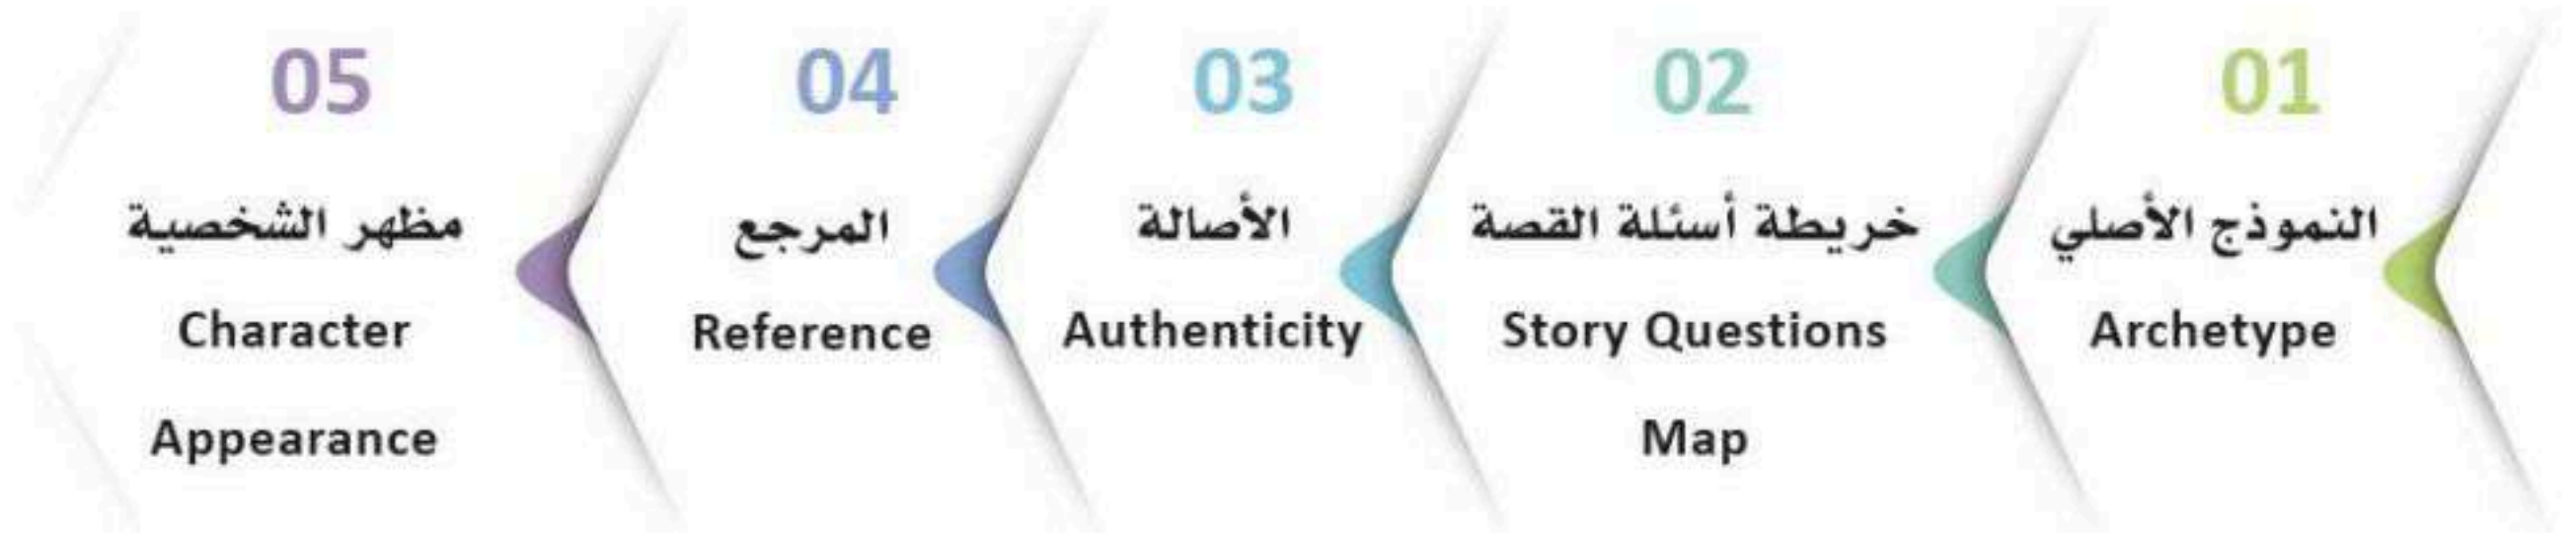 01
النموذج الأصلي
Archetype
02
خريطة أسئلة القصة
Story Questions
Map
03
الأصالة
Authenticity
04
المرجع
Reference
05
مظهر الشخصية
Character
Appearance